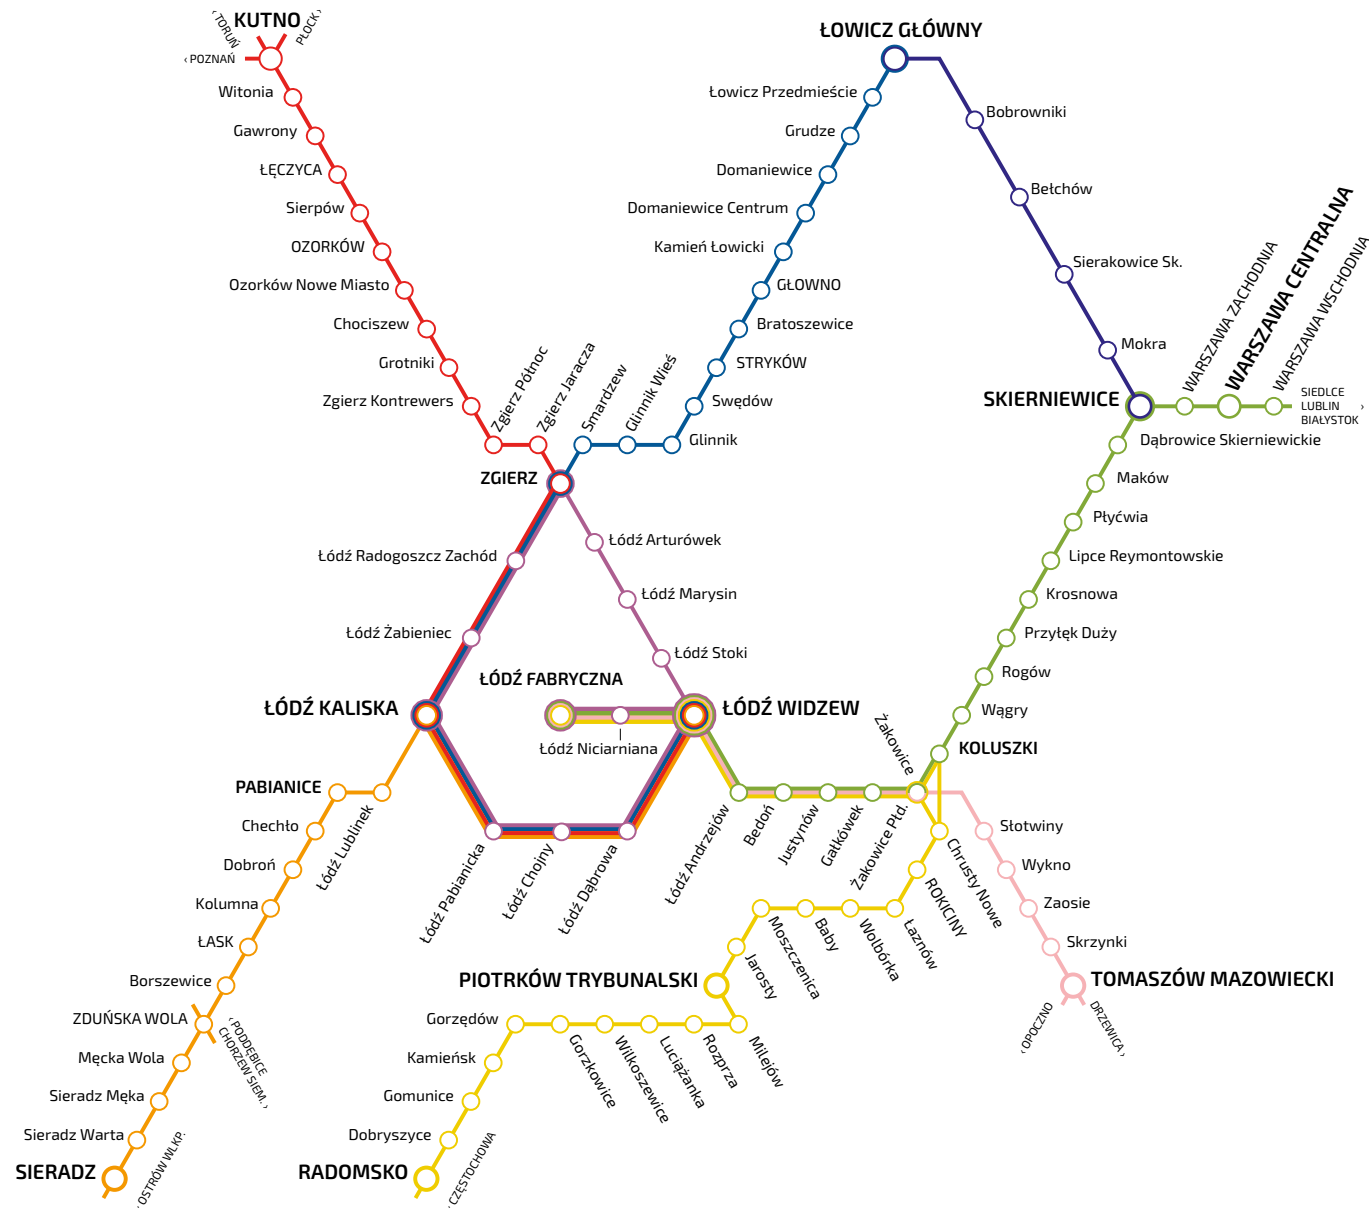 ‹ TORUŃ
KUTNO
PŁOCK ›
‹ POZNAŃ
Witonia
Gawrony
ŁĘCZYCA
Sierpów
OZORKÓW
Ozorków Nowe Miasto
Chociszew
Grotniki
Zgierz Kontrewers
Zgierz Północ
Zgierz Jaracza
ZGIERZ
ŁOWICZ GŁÓWNY
Łowicz Przedmieście
Grudze
Domaniewice
Domaniewice Centrum
Kamień Łowicki
GŁOWNO
Bratoszewice
STRYKÓW
Swędów
Glinnik
Glinnik Wieś
Smardzew
Bobrowniki
Bełchów
Sierakowice Sk.
Mokra
SKIERNIEWICE
WARSZAWA ZACHODNIA
WARSZAWA CENTRALNA
WARSZAWA WSCHODNIA
SIEDLCE
LUBLIN ›
BIAŁYSTOK
Dąbrowice Skierniewickie
Maków
Płyćwia
Lipce Reymontowskie
Krosnowa
Przyłęk Duży
Rogów
Wągry
KOLUSZKI
Łódź Radogoszcz Zachód
Łódź Żabieniec
ŁÓDŹ KALISKA
Łódź Arturówek
Łódź Marysin
Łódź Stoki
ŁÓDŹ FABRYCZNA
Łódź Niciarniana
ŁÓDŹ WIDZEW
Łódź Pabianicka
Łódź Chojny
Łódź Dąbrowa
Łódź Andrzejów
Bedoń
Justynów
Gałkówek
Żakowice
Żakowice Płd.
Chrusty Nowe
ROKICINY
Łaznów
Wolbórka
Baby
Moszczenica
Jarosty
PIOTRKÓW TRYBUNALSKI
Milejów
Rozprza
Luciążanka
Wilkoszewice
Gorzkowice
Gorzędów
Kamieńsk
Gomunice
Dobryszyce
RADOMSKO
‹ CZĘSTOCHOWA
Słotwiny
Wykno
Zaosie
Skrzynki
TOMASZÓW MAZOWIECKI
‹ OPOCZNO
DRZEWICA ›
Łódź Lublinek
PABIANICE
Chechło
Dobroń
Kolumna
ŁASK
Borszewice
ZDUŃSKA WOLA
‹ PODDĘBICE
CHORZEW SIEM. ›
Męcka Wola
Sieradz Męka
Sieradz Warta
SIERADZ
‹ OSTRÓW WLKP.